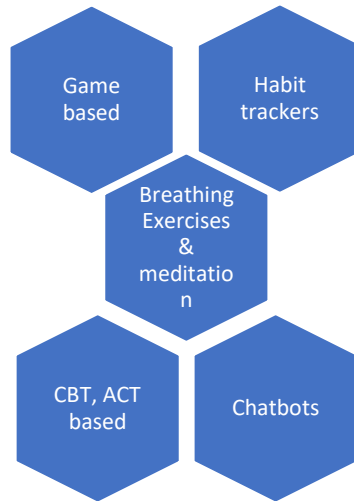 Game
based
Habit
trackers
Breathing
Exercises
&
meditatio
n
CBT, ACT
based
Chatbots